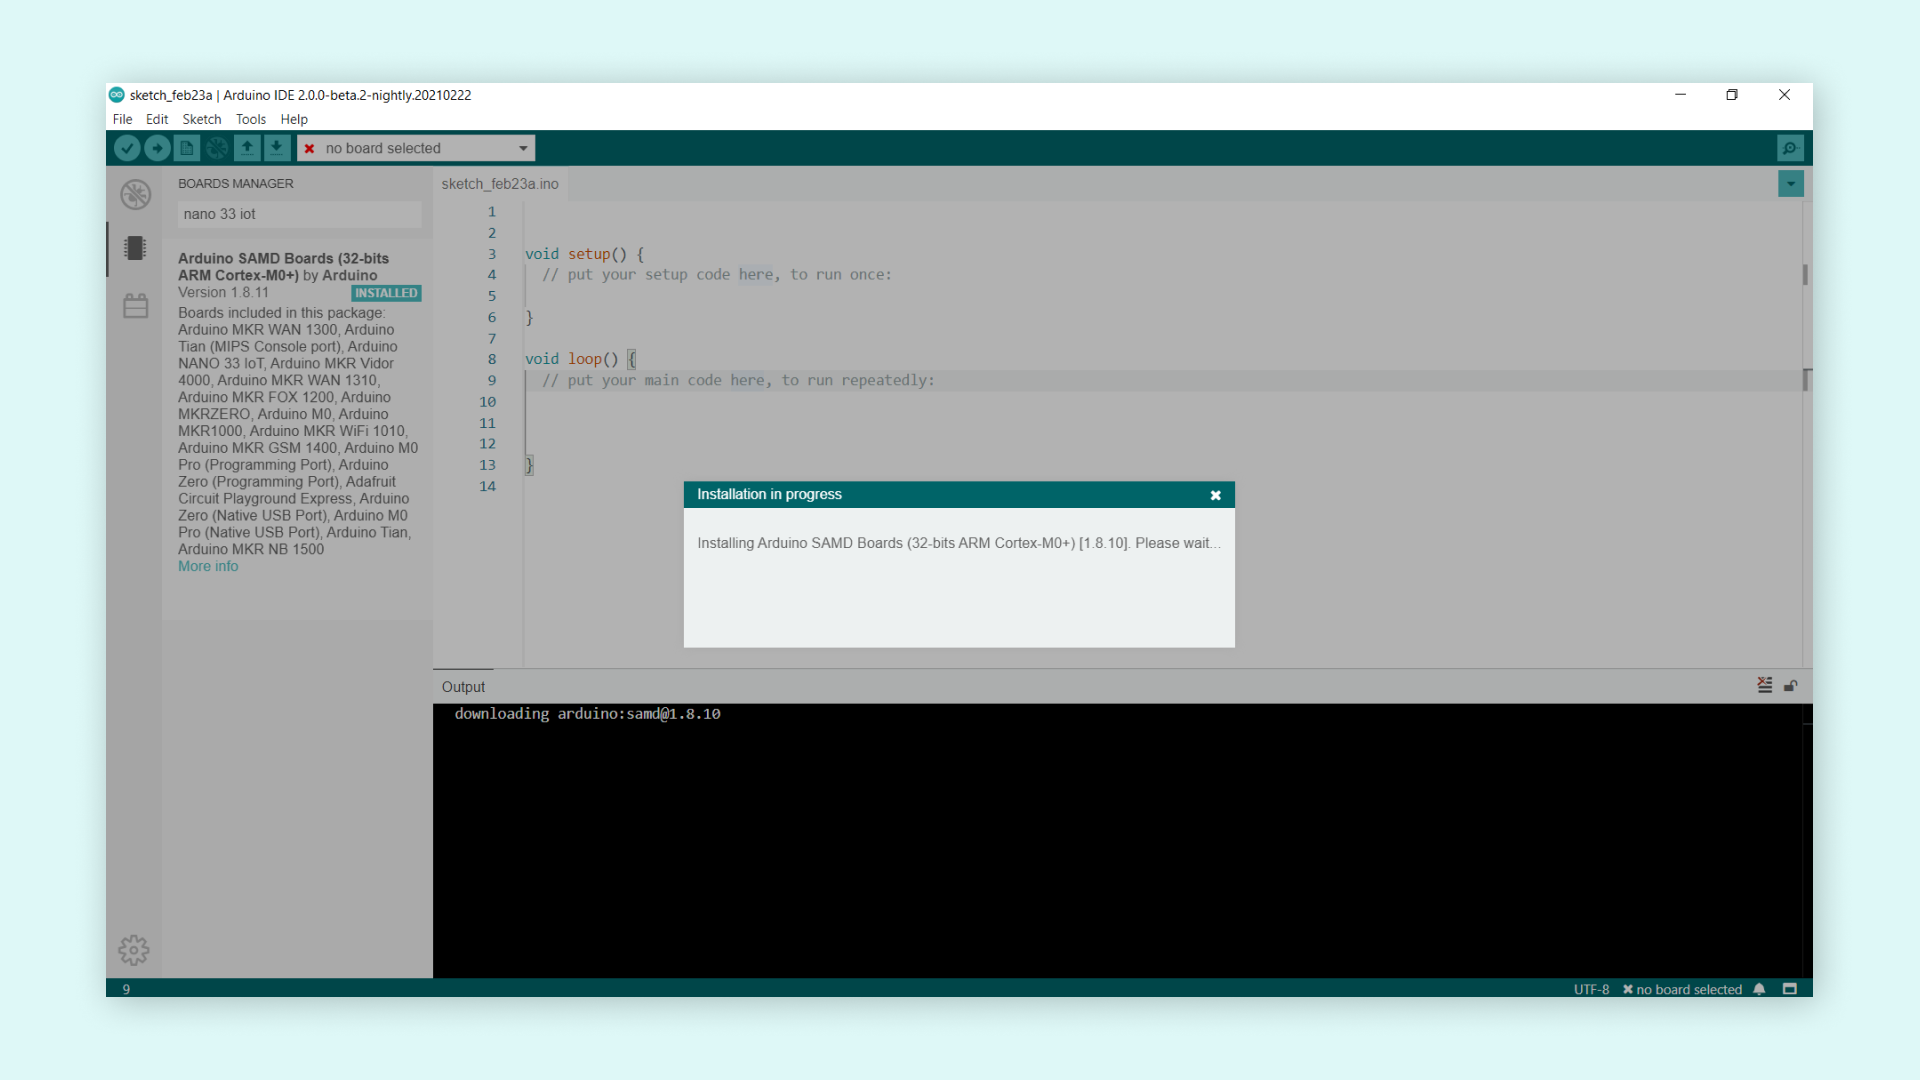 sketch_feb23a | Arduino IDE 2.0.0-beta.2-nightly.20210222
File Edit Sketch Tools Help
no board selected
BOARDS MANAGER
nano 33 iot
Arduino SAMD Boards (32-bits
ARM Cortex-M0+) by Arduino
Version 1.8.11 INSTALLED
Boards included in this package:
Arduino MKR WAN 1300, Arduino
Tian (MIPS Console port), Arduino
NANO 33 IoT, Arduino MKR Vidor
4000, Arduino MKR WAN 1310,
Arduino MKR FOX 1200, Arduino
MKRZERO, Arduino M0, Arduino
MKR1000, Arduino MKR WiFi 1010,
Arduino MKR GSM 1400, Arduino M0
Pro (Programming Port), Arduino
Zero (Programming Port), Adafruit
Circuit Playground Express, Arduino
Zero (Native USB Port), Arduino M0
Pro (Native USB Port), Arduino Tian,
Arduino MKR NB 1500
More info
sketch_feb23a.ino
1
2
3 void setup() {
4 // put your setup code here, to run once:
5
6 }
7
8 void loop() {
9 // put your main code here, to run repeatedly:
10
11
12
13 }
14
Installation in progress
Installing Arduino SAMD Boards (32-bits ARM Cortex-M0+) [1.8.10]. Please wait...
Output
downloading arduino:samd@1.8.10
9
UTF-8 no board selected